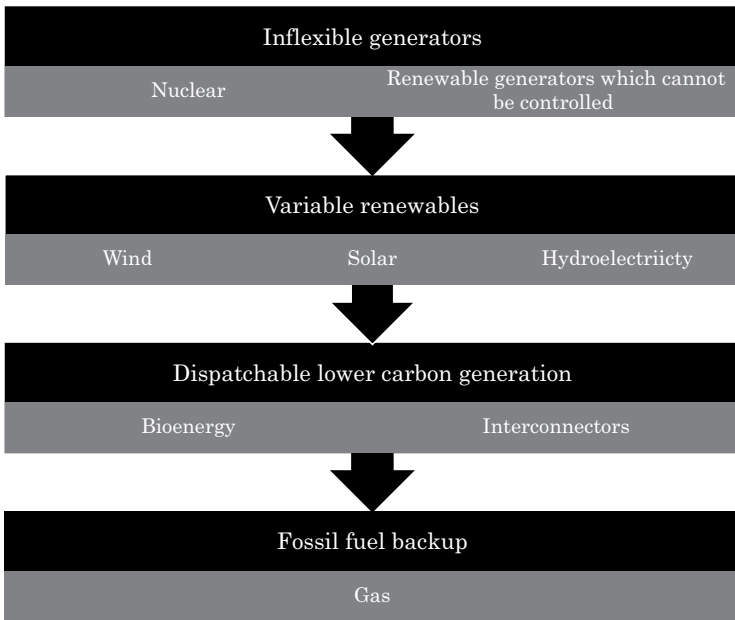 Inflexible generators
Nuclear
Renewable generators which cannot
be controlled
Variable renewables
Wind
Solar
Hydroelectriicty
Dispatchable lower carbon generation
Bioenergy
Interconnectors
Fossil fuel backup
Gas